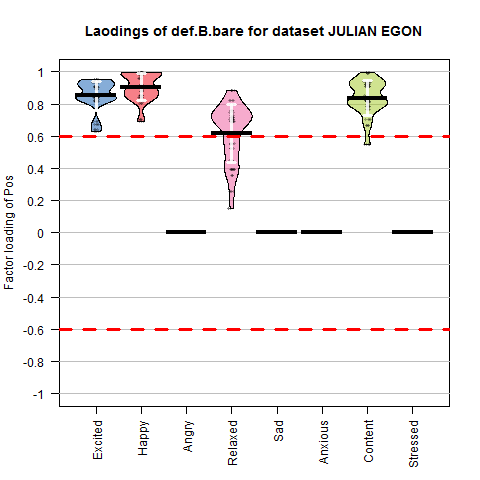 Laodings of def.B.bare for dataset JULIAN EGON
Factor loading of Pos
1
0.8
0.6
0.4
0.2
0
-0.2
-0.4
-0.6
-0.8
-1
Excited
Happy
Angry
Relaxed
Sad
Anxious
Content
Stressed